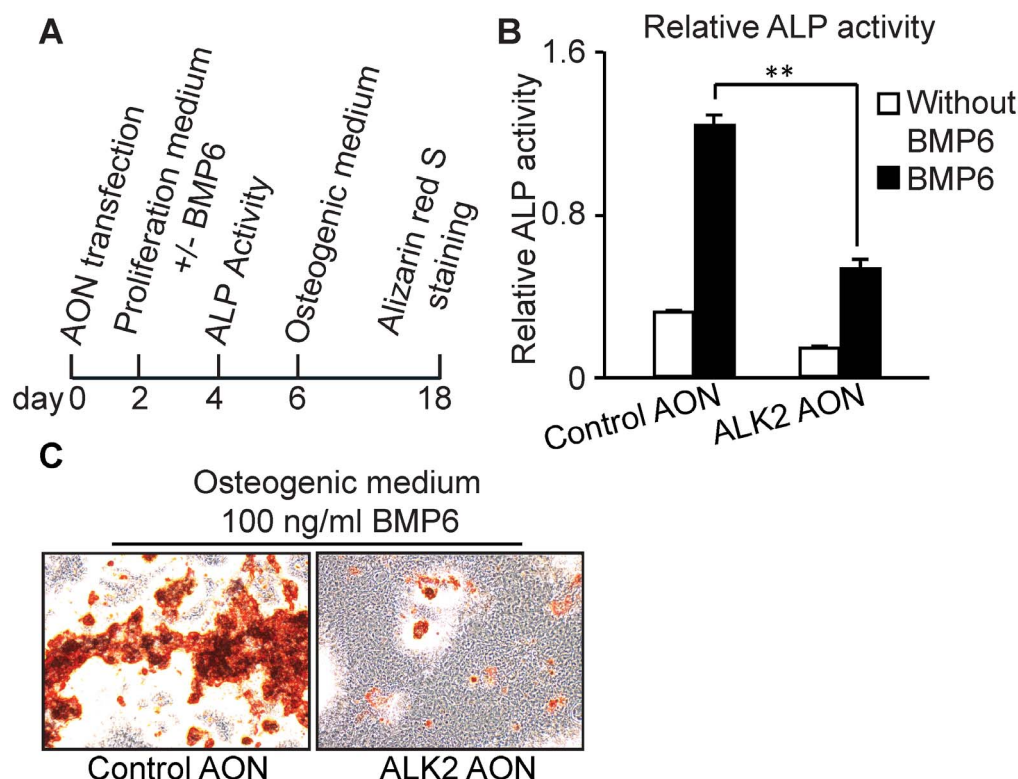 A
AON transfection
Proliferation medium
+/- BMP6
ALP Activity
Osteogenic medium
Alizarin red S
staining
day 0 2 4 6 18
B
Relative ALP activity
Relative ALP activity
1.6
0.8
0
**
Without
BMP6
BMP6
Control AON
ALK2 AON
C
Osteogenic medium
100 ng/ml BMP6
Control AON
ALK2 AON